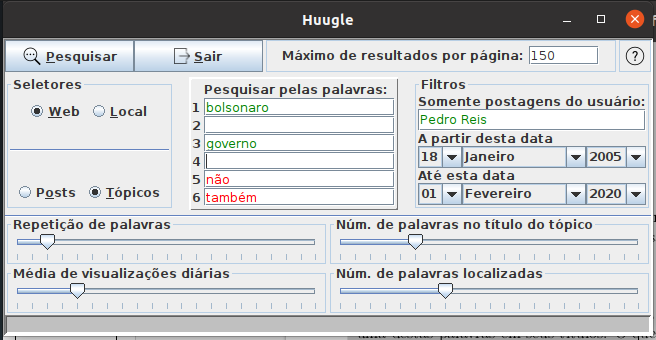 Huugle
Pesquisar Sair Máximo de resultados por página: 150 ?
Seletores
Web Local
Posts Tópicos
Pesquisar pelas palavras:
1 bolsonaro
2
3 governo
4
5 não
6 também
Filtros
Somente postagens do usuário:
Pedro Reis
A partir desta data
18 Janeiro 2005
Até esta data
01 Fevereiro 2020
Repetição de palavras
Núm. de palavras no título do tópico
Média de visualizações diárias
Núm. de palavras localizadas